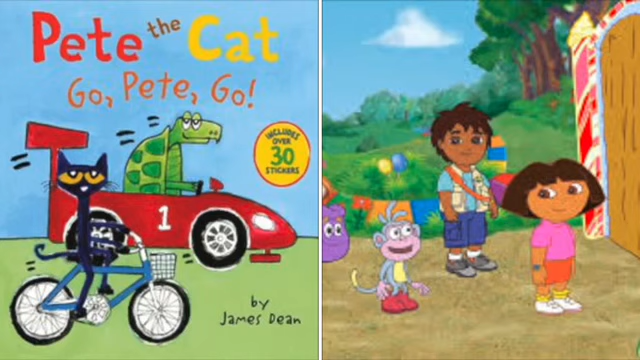 Pete the Cat
Go, Pete, Go!
INCLUDES
OVER
30
STICKERS
1
by
James Dean